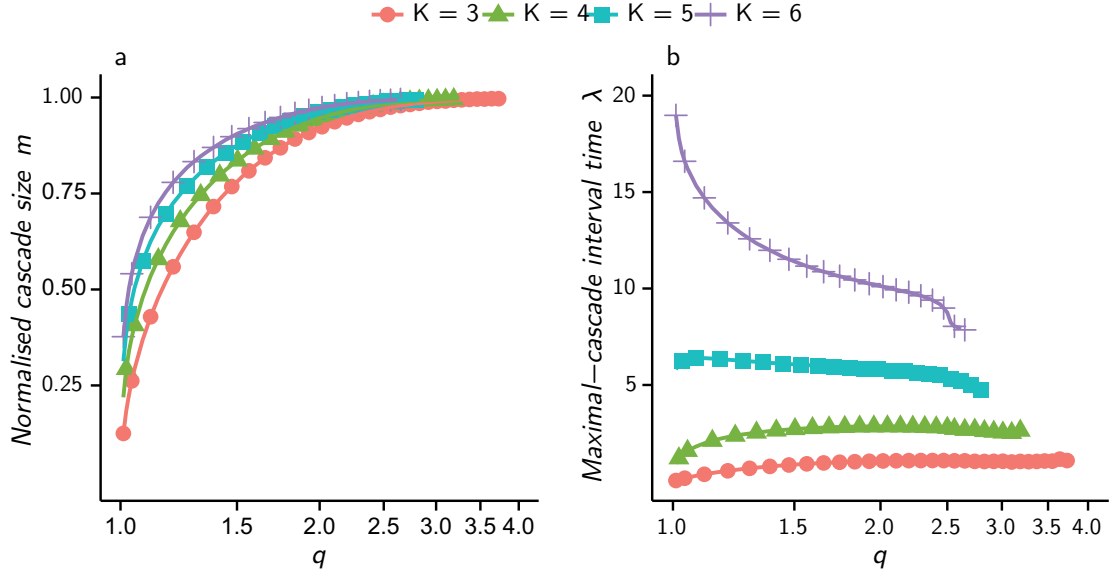 K = 3 K = 4 K = 5 K = 6
a
b
Normalised cascade size m
1.00
0.75
0.50
0.25
1.0 1.5 2.0 2.5 3.0 3.5 4.0
q
Maximal−cascade interval time λ
20
15
10
5
1.0 1.5 2.0 2.5 3.0 3.5 4.0
q